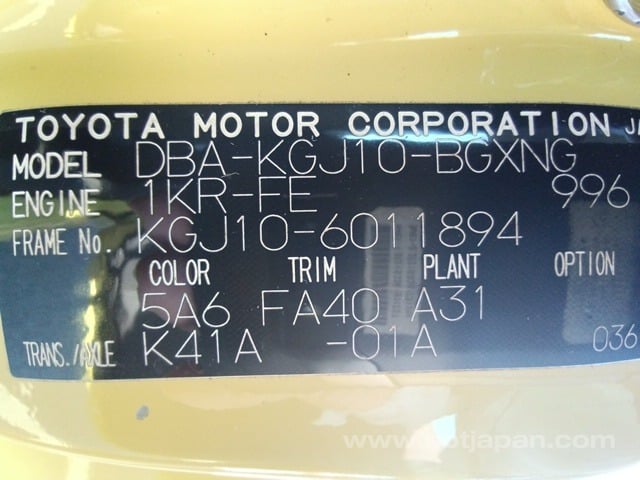 TOYOTA MOTOR CORPORATION JA
MODEL DBA-KGJ10-BGXNG
ENGINE 1KR-FE 996
FRAME No. KGJ10-6011894
COLOR TRIM PLANT OPTION
5A6 FA40 A31
TRANS./AXLE K41A -01A 036